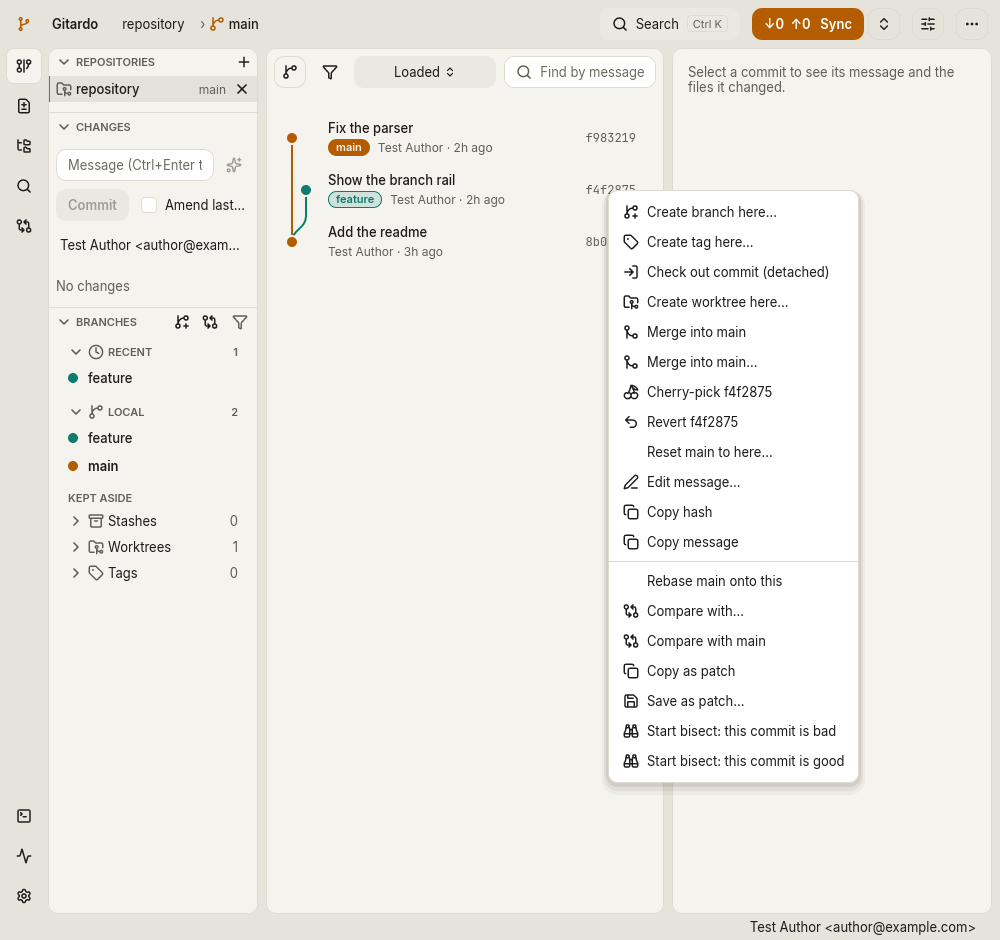 Gitardo repository › main Search Ctrl K ↓0 ↑0 Sync
REPOSITORIES
repository main
CHANGES
Message (Ctrl+Enter t
Commit Amend last...
Test Author <author@exam...
No changes
BRANCHES
RECENT 1
feature
LOCAL 2
feature
main
KEPT ASIDE
Stashes 0
Worktrees 1
Tags 0
Loaded Find by message
Fix the parser
main Test Author · 2h ago f983219
Show the branch rail
feature Test Author · 2h ago f4f2875
Add the readme
Test Author · 3h ago 8b0
Select a commit to see its message and the
files it changed.
Create branch here...
Create tag here...
Check out commit (detached)
Create worktree here...
Merge into main
Merge into main...
Cherry-pick f4f2875
Revert f4f2875
Reset main to here...
Edit message...
Copy hash
Copy message
Rebase main onto this
Compare with...
Compare with main
Copy as patch
Save as patch...
Start bisect: this commit is bad
Start bisect: this commit is good
Test Author <author@example.com>